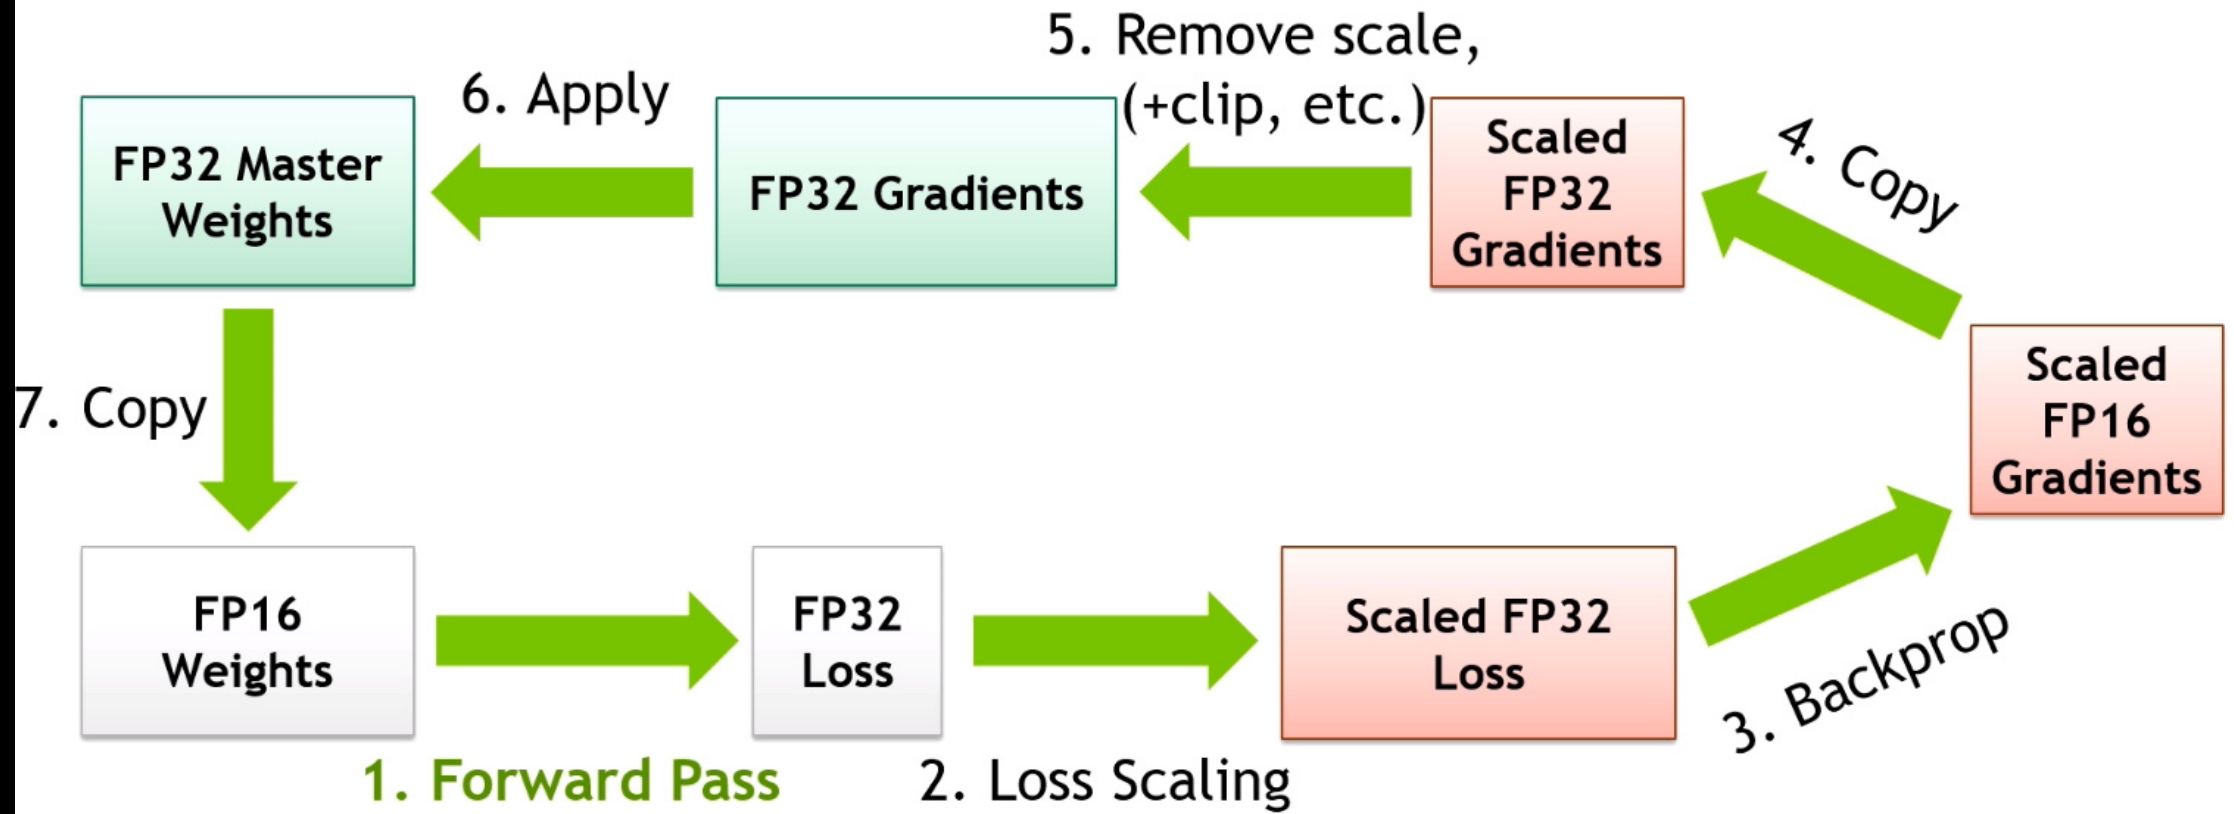 5. Remove scale,
(+clip, etc.)
6. Apply
4. Copy
FP32 Master
Weights
FP32 Gradients
Scaled
FP32
Gradients
Scaled
FP16
Gradients
7. Copy
FP16
Weights
FP32
Loss
Scaled FP32
Loss
3. Backprop
1. Forward Pass
2. Loss Scaling